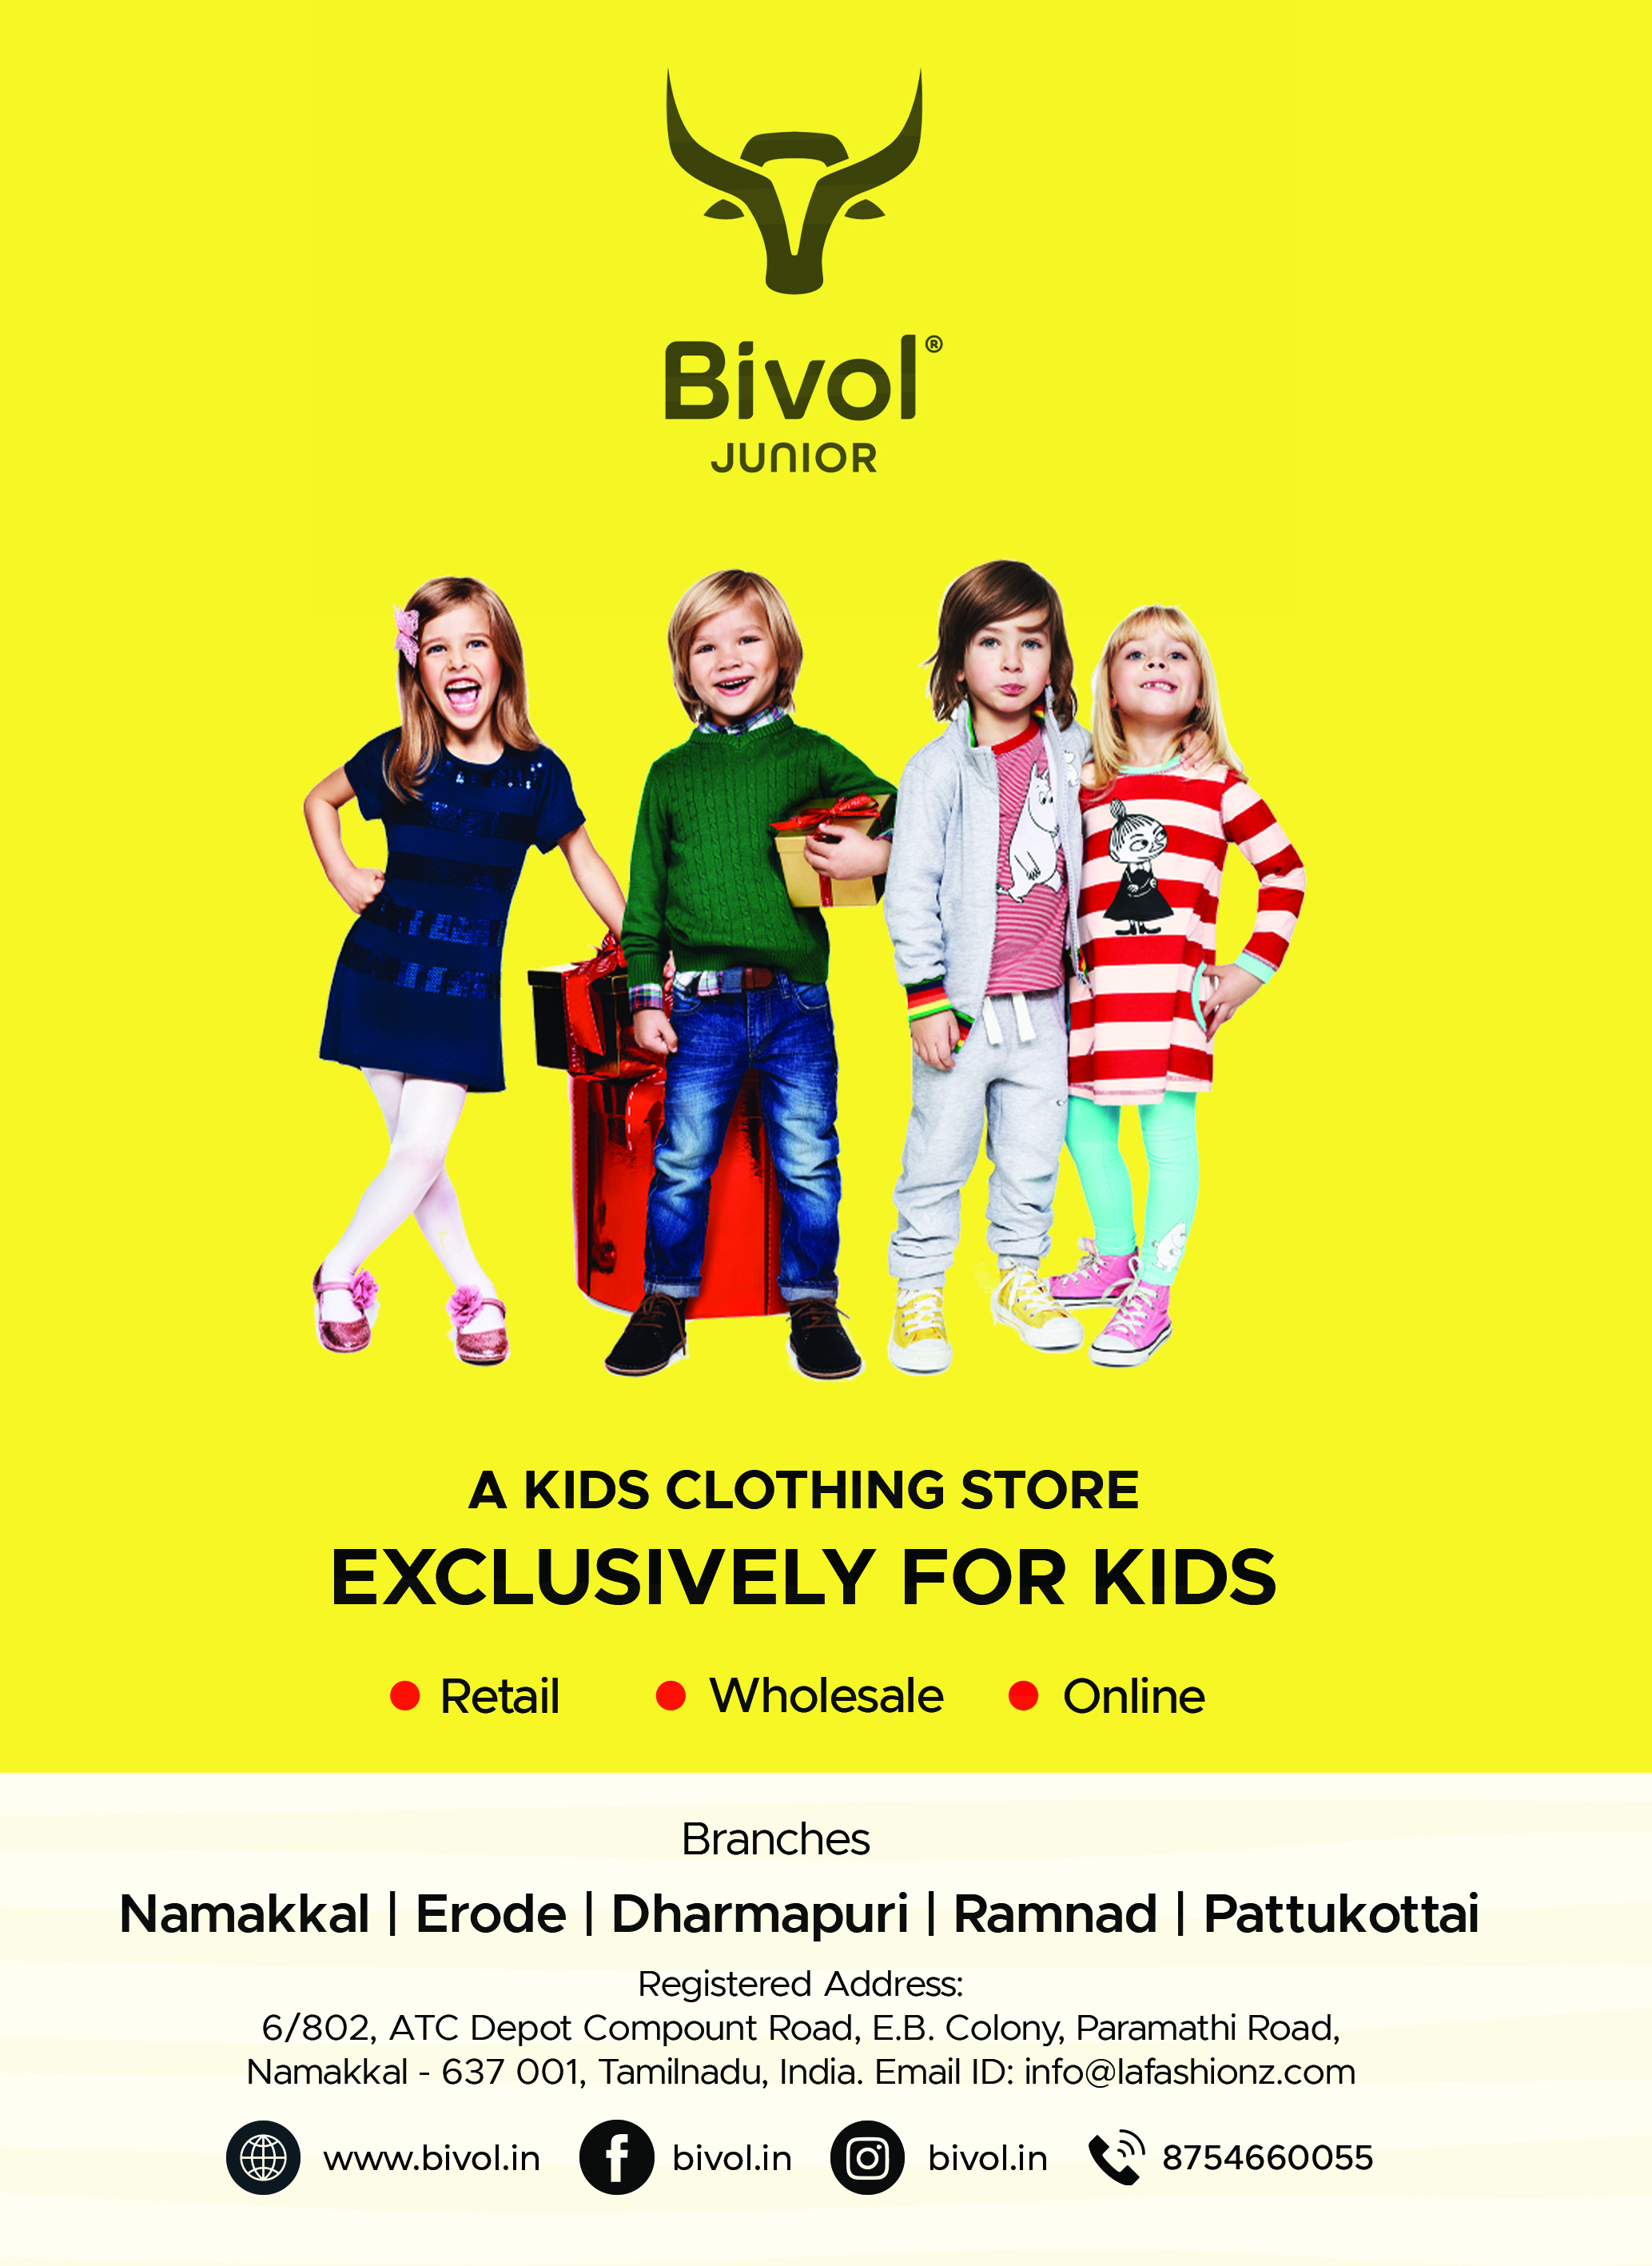 Bivol®
JUNIOR
A KIDS CLOTHING STORE
EXCLUSIVELY FOR KIDS
• Retail • Wholesale • Online
Branches
Namakkal | Erode | Dharmapuri | Ramnad | Pattukottai
Registered Address:
6/802, ATC Depot Compount Road, E.B. Colony, Paramathi Road,
Namakkal - 637 001, Tamilnadu, India. Email ID: info@lafashionz.com
www.bivol.in bivol.in bivol.in 8754660055